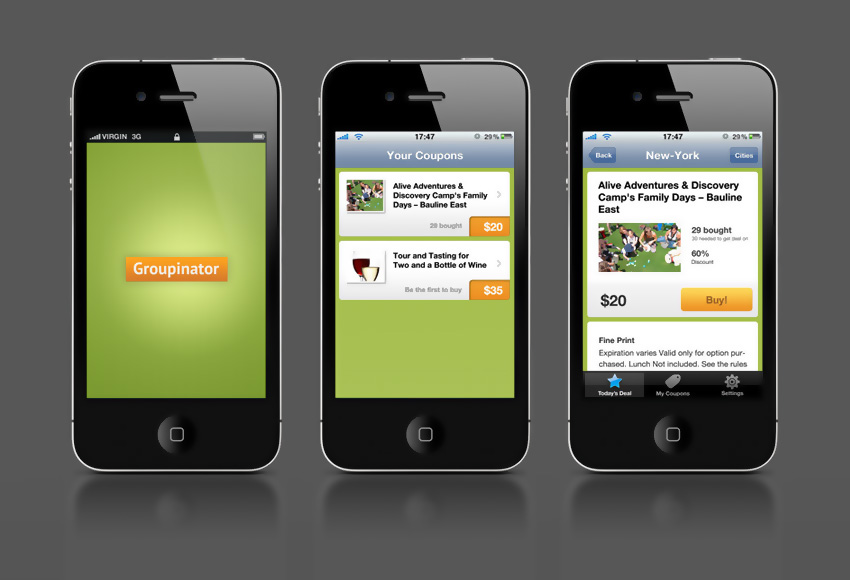 VIRGIN 3G
Groupinator
17:47
29%
Your Coupons
Alive Adventures &
Discovery Camp's Family
Days – Bauline East
29 bought
$20
Tour and Tasting for
Two and a Bottle of Wine
Be the first to buy
$35
17:47
29%
Back
New-York
Cities
Alive Adventures & Discovery
Camp's Family Days – Bauline
East
29 bought
20 needed to get deal on
60%
Discount
$20
Buy!
Fine Print
Expiration varies Valid only for option pur-
chased. Lunch Not included. See the rules
Today's Deal
My Coupons
Settings